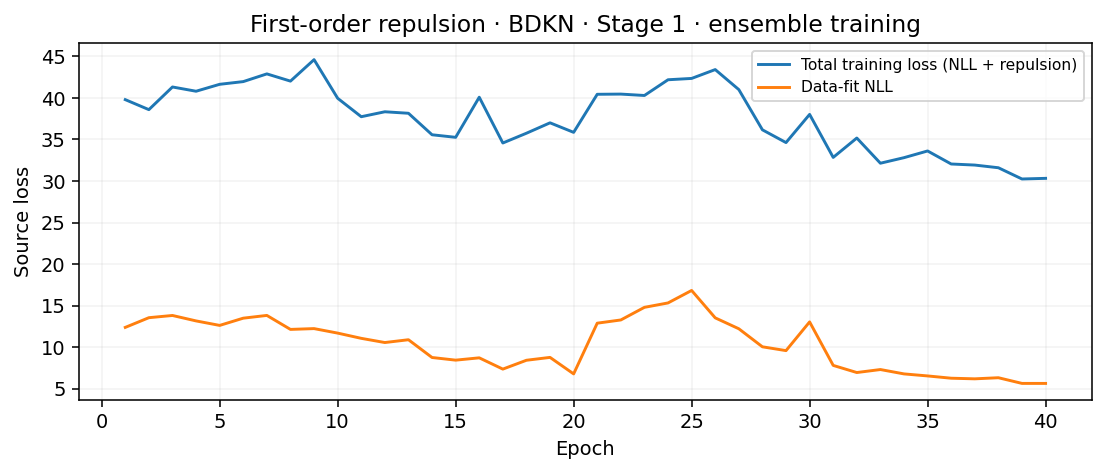 First-order repulsion · BDKN · Stage 1 · ensemble training
Total training loss (NLL + repulsion)
Data-fit NLL
Source loss
45
40
35
30
25
20
15
10
5
0 5 10 15 20 25 30 35 40
Epoch